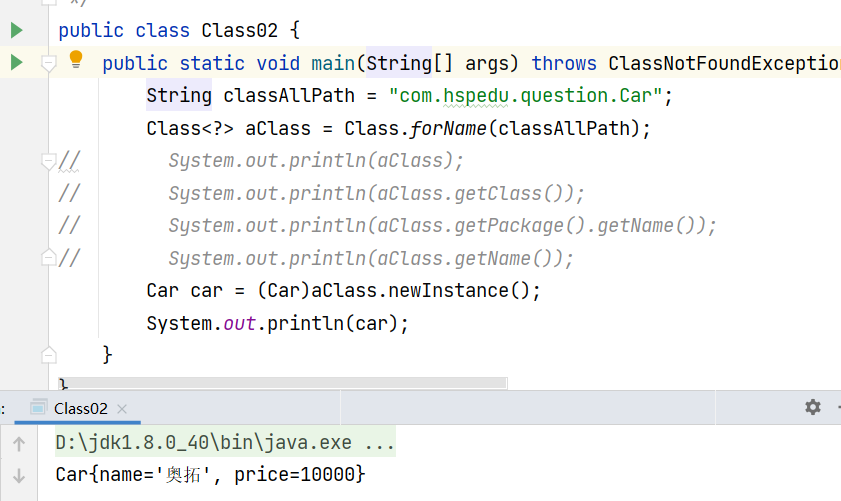 */
public class Class02 {
public static void main(String[] args) throws ClassNotFoundException
String classAllPath = "com.hspedu.question.Car";
Class<?> aClass = Class.forName(classAllPath);
// System.out.println(aClass);
// System.out.println(aClass.getClass());
// System.out.println(aClass.getPackage().getName());
// System.out.println(aClass.getName());
Car car = (Car)aClass.newInstance();
System.out.println(car);
}
}
: Class02 ×
D:\jdk1.8.0_40\bin\java.exe ...
Car{name='奥拓', price=10000}